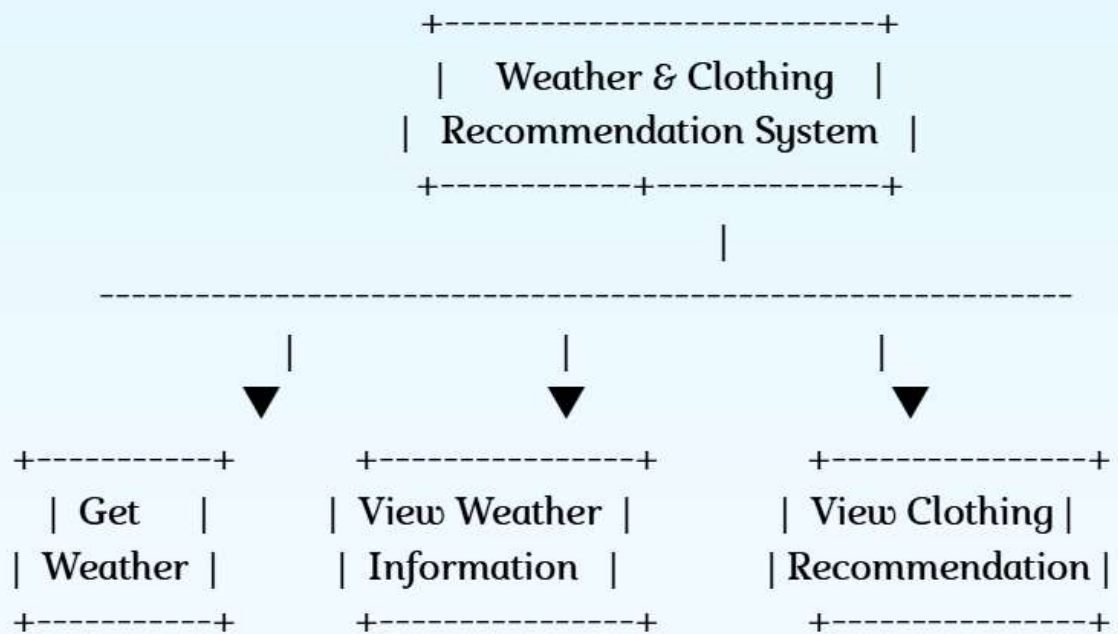 +---------------------------+
| Weather & Clothing |
| Recommendation System |
+------------+--------------+
|
-------------------------------------------------------------
| | |
▼ ▼ ▼
+-----------+ +----------------+ +----------------+
| Get | | View Weather | | View Clothing |
| Weather | | Information | | Recommendation |
+-----------+ +----------------+ +----------------+